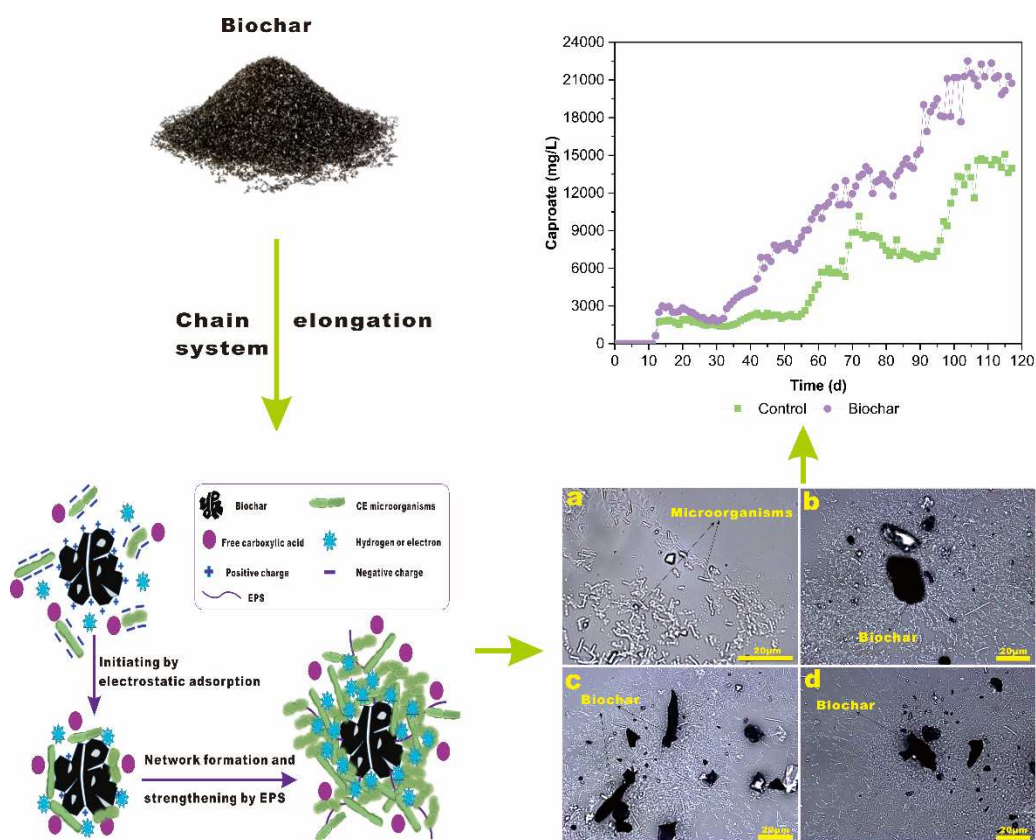 Biochar
Chain elongation
system
24000
21000
18000
15000
12000
9000
6000
3000
0
Caproate (mg/L)
0 10 20 30 40 50 60 70 80 90 100 110 120
Time (d)
Control Biochar
Biochar CE microorganisms
Free carboxylic acid Hydrogen or electron
Positive charge Negative charge
EPS
Initiating by
electrostatic adsorption
Network formation and
strengthening by EPS
a
Microorganisms
20μm
b
Biochar
20μm
c
Biochar
20μm
d
Biochar
20μm